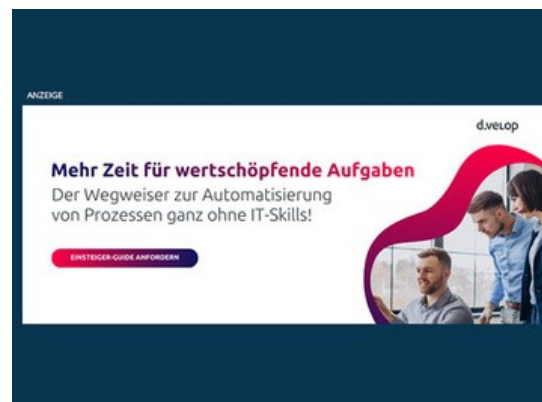 ANZEIGE
d.velop
Mehr Zeit für wertschöpfende Aufgaben
Der Wegweiser zur Automatisierung
von Prozessen ganz ohne IT-Skills!
EINSTEIGER-GUIDE ANFORDERN